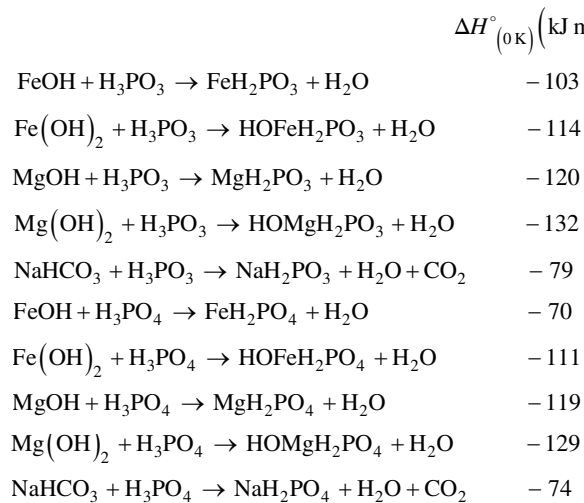 ΔH°(0 K) (kJ m
FeOH + H₃PO₃ → FeH₂PO₃ + H₂O − 103
Fe(OH)₂ + H₃PO₃ → HOFeH₂PO₃ + H₂O − 114
MgOH + H₃PO₃ → MgH₂PO₃ + H₂O − 120
Mg(OH)₂ + H₃PO₃ → HOMgH₂PO₃ + H₂O − 132
NaHCO₃ + H₃PO₃ → NaH₂PO₃ + H₂O + CO₂ − 79
FeOH + H₃PO₄ → FeH₂PO₄ + H₂O − 70
Fe(OH)₂ + H₃PO₄ → HOFeH₂PO₄ + H₂O − 111
MgOH + H₃PO₄ → MgH₂PO₄ + H₂O − 119
Mg(OH)₂ + H₃PO₄ → HOMgH₂PO₄ + H₂O − 129
NaHCO₃ + H₃PO₄ → NaH₂PO₄ + H₂O + CO₂ − 74